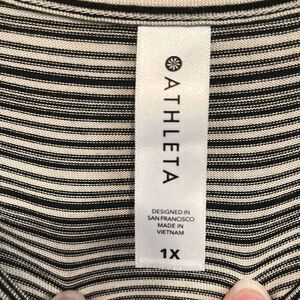 ATHLETA
DESIGNED IN
SAN FRANCISCO
MADE IN
VIETNAM
1X